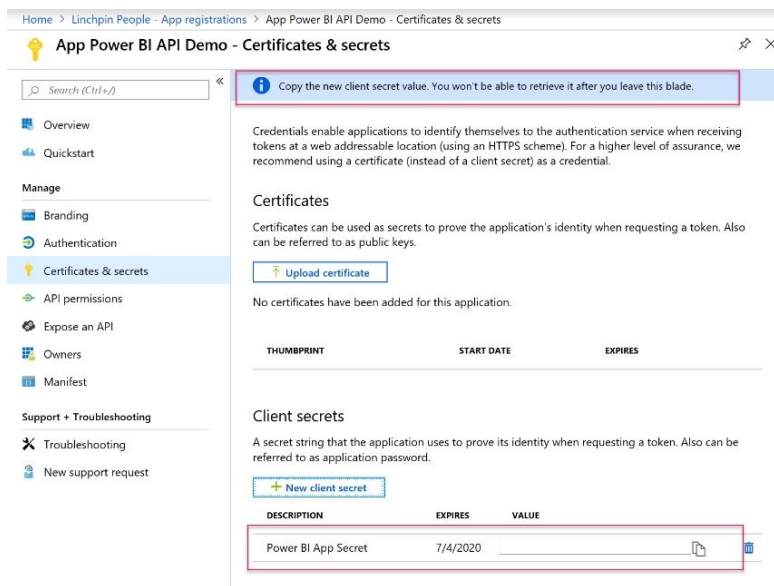 Home > Linchpin People - App registrations > App Power BI API Demo - Certificates & secrets
App Power BI API Demo - Certificates & secrets
Search (Ctrl+/)
Overview
Quickstart
Manage
Branding
Authentication
Certificates & secrets
API permissions
Expose an API
Owners
Manifest
Support + Troubleshooting
Troubleshooting
New support request
Copy the new client secret value. You won't be able to retrieve it after you leave this blade.
Credentials enable applications to identify themselves to the authentication service when receiving
tokens at a web addressable location (using an HTTPS scheme). For a higher level of assurance, we
recommend using a certificate (instead of a client secret) as a credential.
Certificates
Certificates can be used as secrets to prove the application's identity when requesting a token. Also
can be referred to as public keys.
Upload certificate
No certificates have been added for this application.
THUMBPRINT START DATE EXPIRES
Client secrets
A secret string that the application uses to prove its identity when requesting a token. Also can be
referred to as application password.
New client secret
DESCRIPTION EXPIRES VALUE
Power BI App Secret 7/4/2020